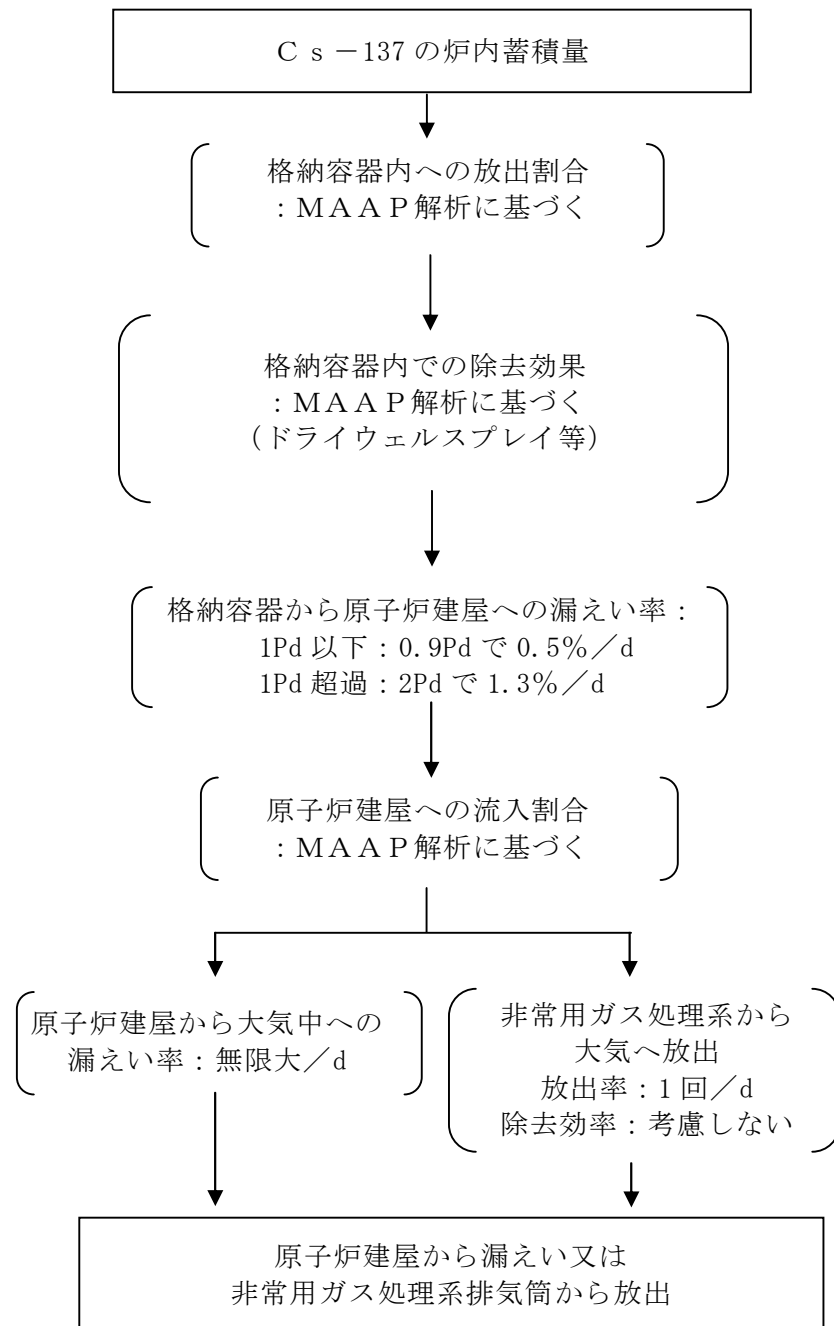 Ｃｓ－137 の炉内蓄積量
格納容器内への放出割合
：ＭＡＡＰ解析に基づく
格納容器内での除去効果
：ＭＡＡＰ解析に基づく
（ドライウェルスプレイ等）
格納容器から原子炉建屋への漏えい率：
1Pd 以下：0.9Pd で 0.5％／d
1Pd 超過：2Pd で 1.3％／d
原子炉建屋への流入割合
：ＭＡＡＰ解析に基づく
原子炉建屋から大気中への
漏えい率：無限大／d
非常用ガス処理系から
大気へ放出
放出率：1 回／d
除去効率：考慮しない
原子炉建屋から漏えい又は
非常用ガス処理系排気筒から放出